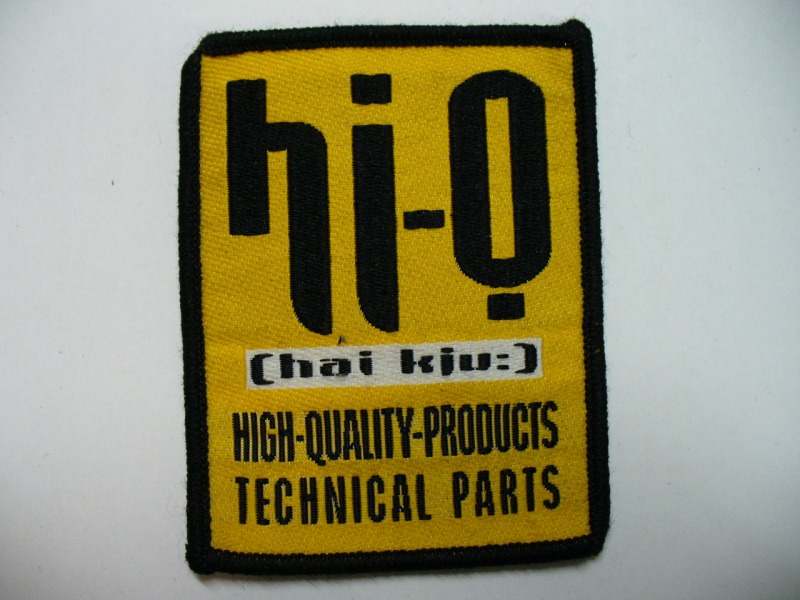 hi-Q
(hai kju:)
HIGH-QUALITY-PRODUCTS
TECHNICAL PARTS